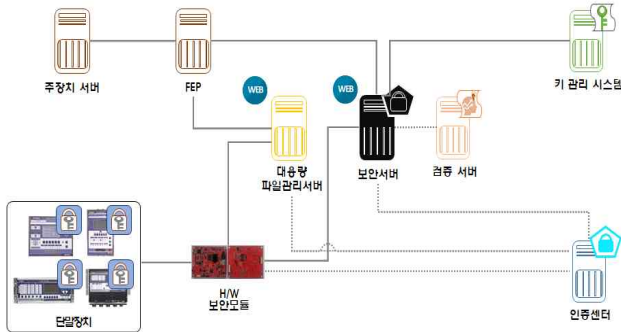 주장치 서버
FEP
WEB
WEB
키 관리 시스템
대용량
파일관리서버
보안서버
검증 서버
H/W
보안모듈
단말장치
인증센터